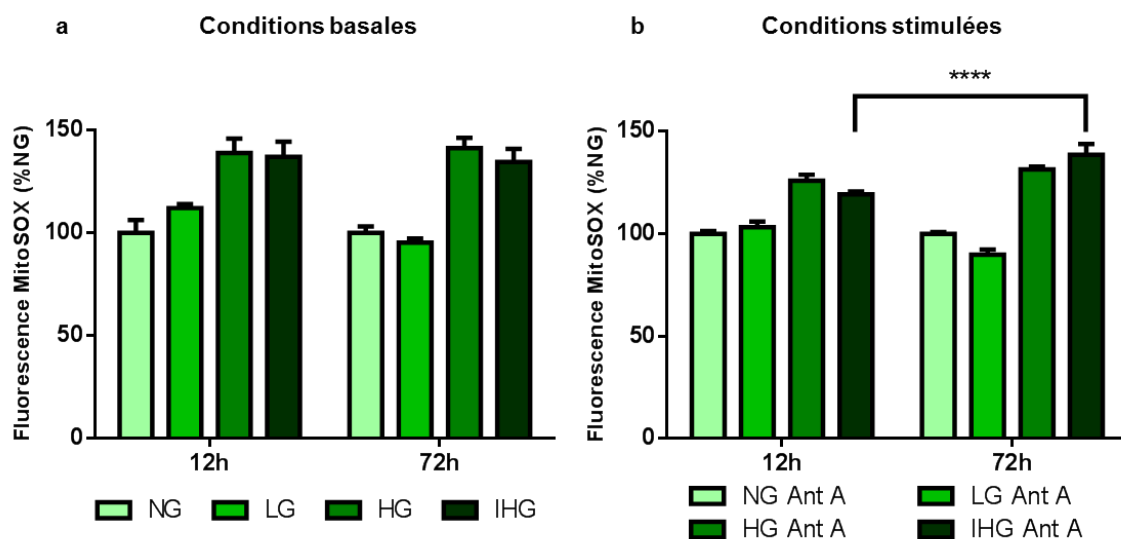 a Conditions basales
Fluorescence MitoSOX (%NG)
150
100
50
0
12h 72h
NG LG HG IHG
b Conditions stimulées
****
Fluorescence MitoSOX (%NG)
150
100
50
0
12h 72h
NG Ant A LG Ant A
HG Ant A IHG Ant A